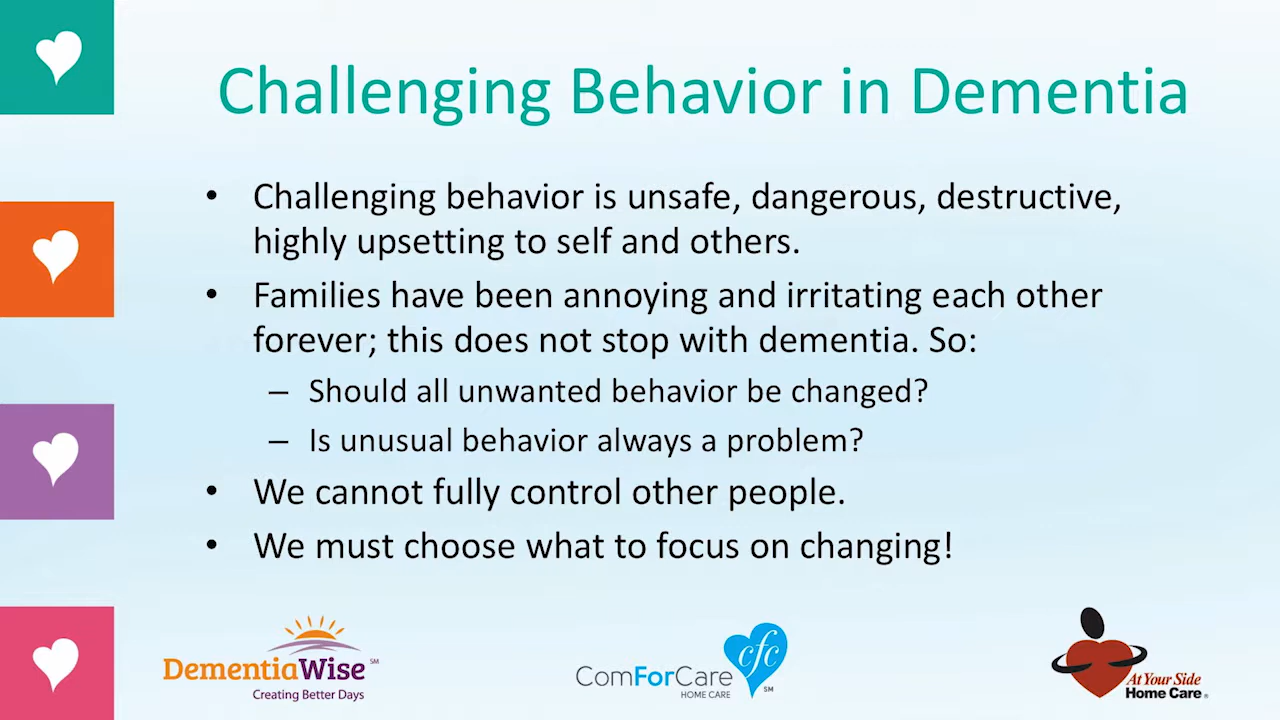 Challenging Behavior in Dementia
• Challenging behavior is unsafe, dangerous, destructive,
highly upsetting to self and others.
• Families have been annoying and irritating each other
forever; this does not stop with dementia. So:
– Should all unwanted behavior be changed?
– Is unusual behavior always a problem?
• We cannot fully control other people.
• We must choose what to focus on changing!
DementiaWise℠
Creating Better Days
cfc
ComForCare
HOME CARE ℠
At Your Side
Home Care®